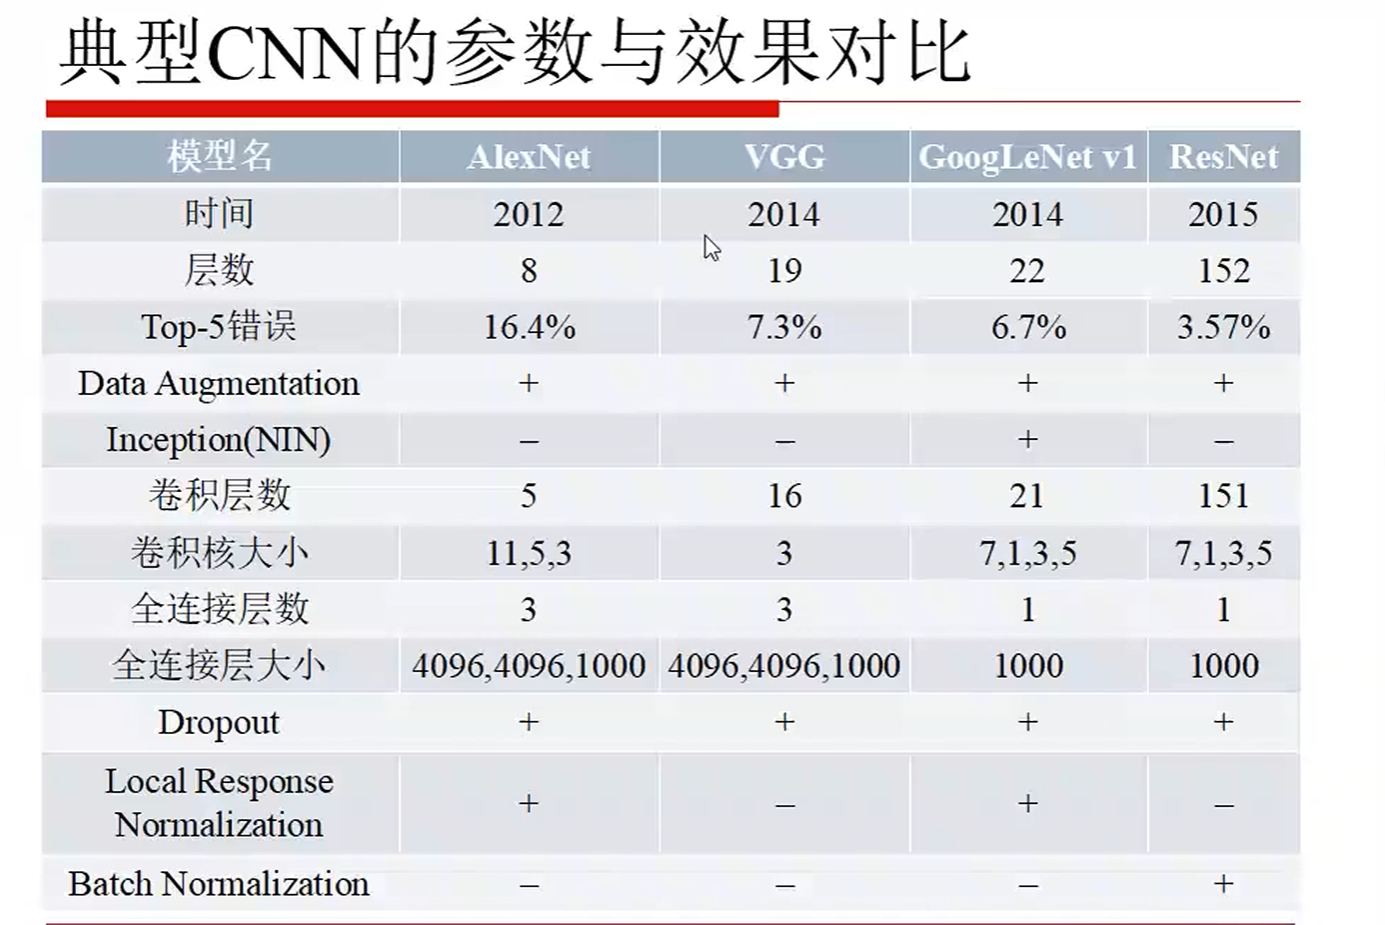 典型CNN的参数与效果对比
模型名 AlexNet VGG GoogLeNet v1 ResNet
时间 2012 2014 2014 2015
层数 8 19 22 152
Top-5错误 16.4% 7.3% 6.7% 3.57%
Data Augmentation + + + +
Inception(NIN) – – + –
卷积层数 5 16 21 151
卷积核大小 11,5,3 3 7,1,3,5 7,1,3,5
全连接层数 3 3 1 1
全连接层大小 4096,4096,1000 4096,4096,1000 1000 1000
Dropout + + + +
Local Response
Normalization + – + –
Batch Normalization – – – +